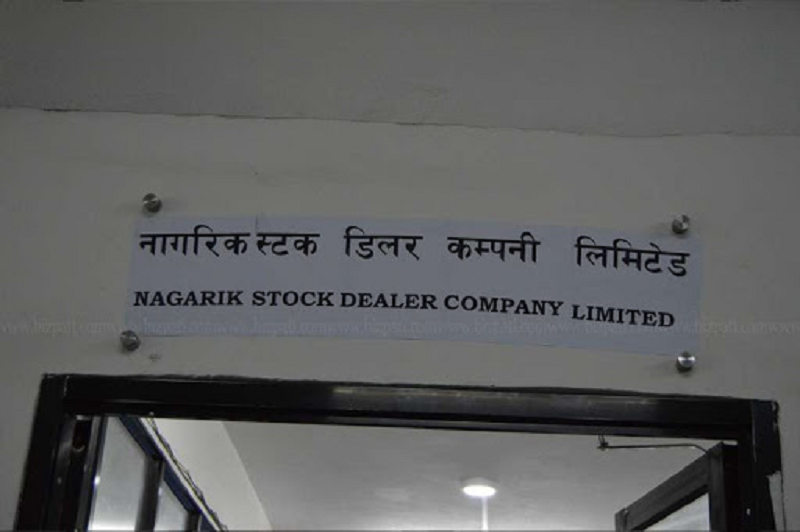 नागरिक स्टक डिलर कम्पनी लिमिटेड
NAGARIK STOCK DEALER COMPANY LIMITED